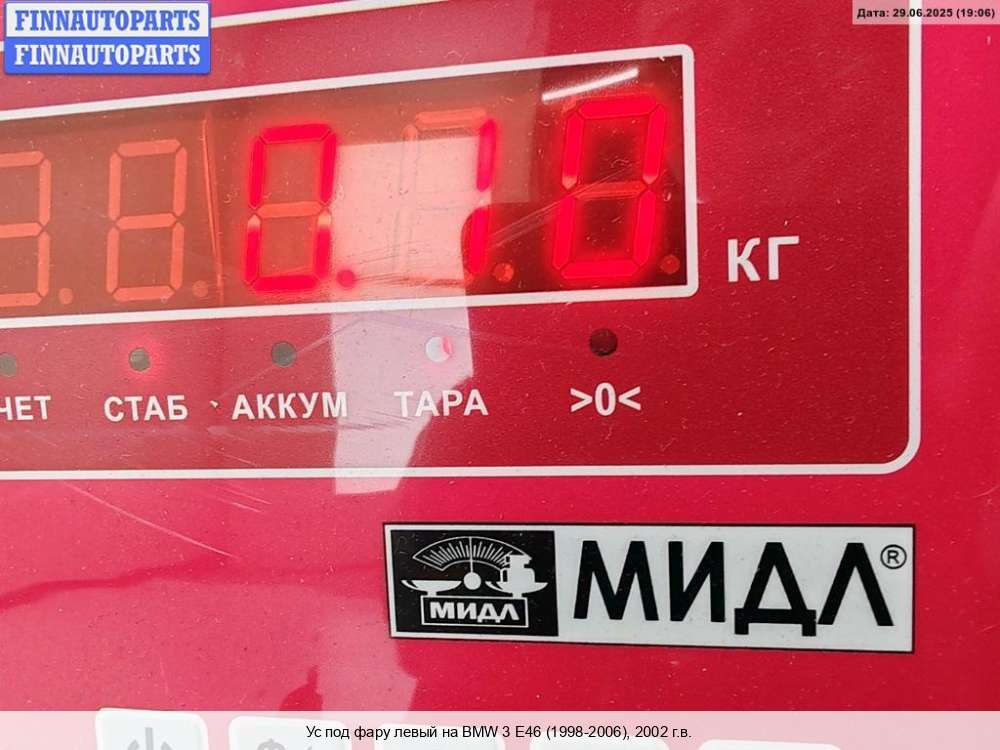 FINNAUTOPARTS
FINNAUTOPARTS
Дата: 29.06.2025 (19:06)
0.10
КГ
ЧЕТ СТАБ АККУМ ТАРА >0<
МИДЛ
МИДЛ®
Ус под фару левый на BMW 3 E46 (1998-2006), 2002 г.в.